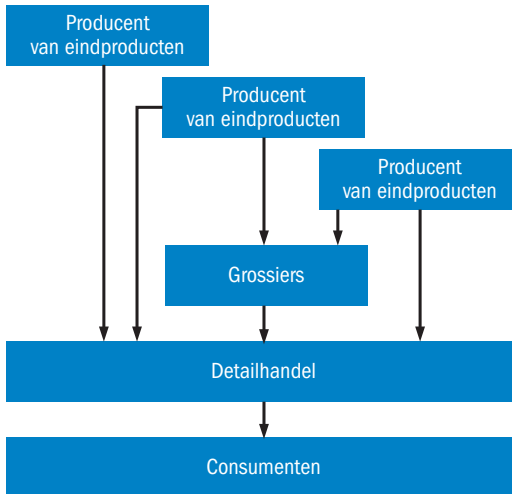 Producent
van eindproducten
Producent
van eindproducten
Producent
van eindproducten
Grossiers
Detailhandel
Consumenten